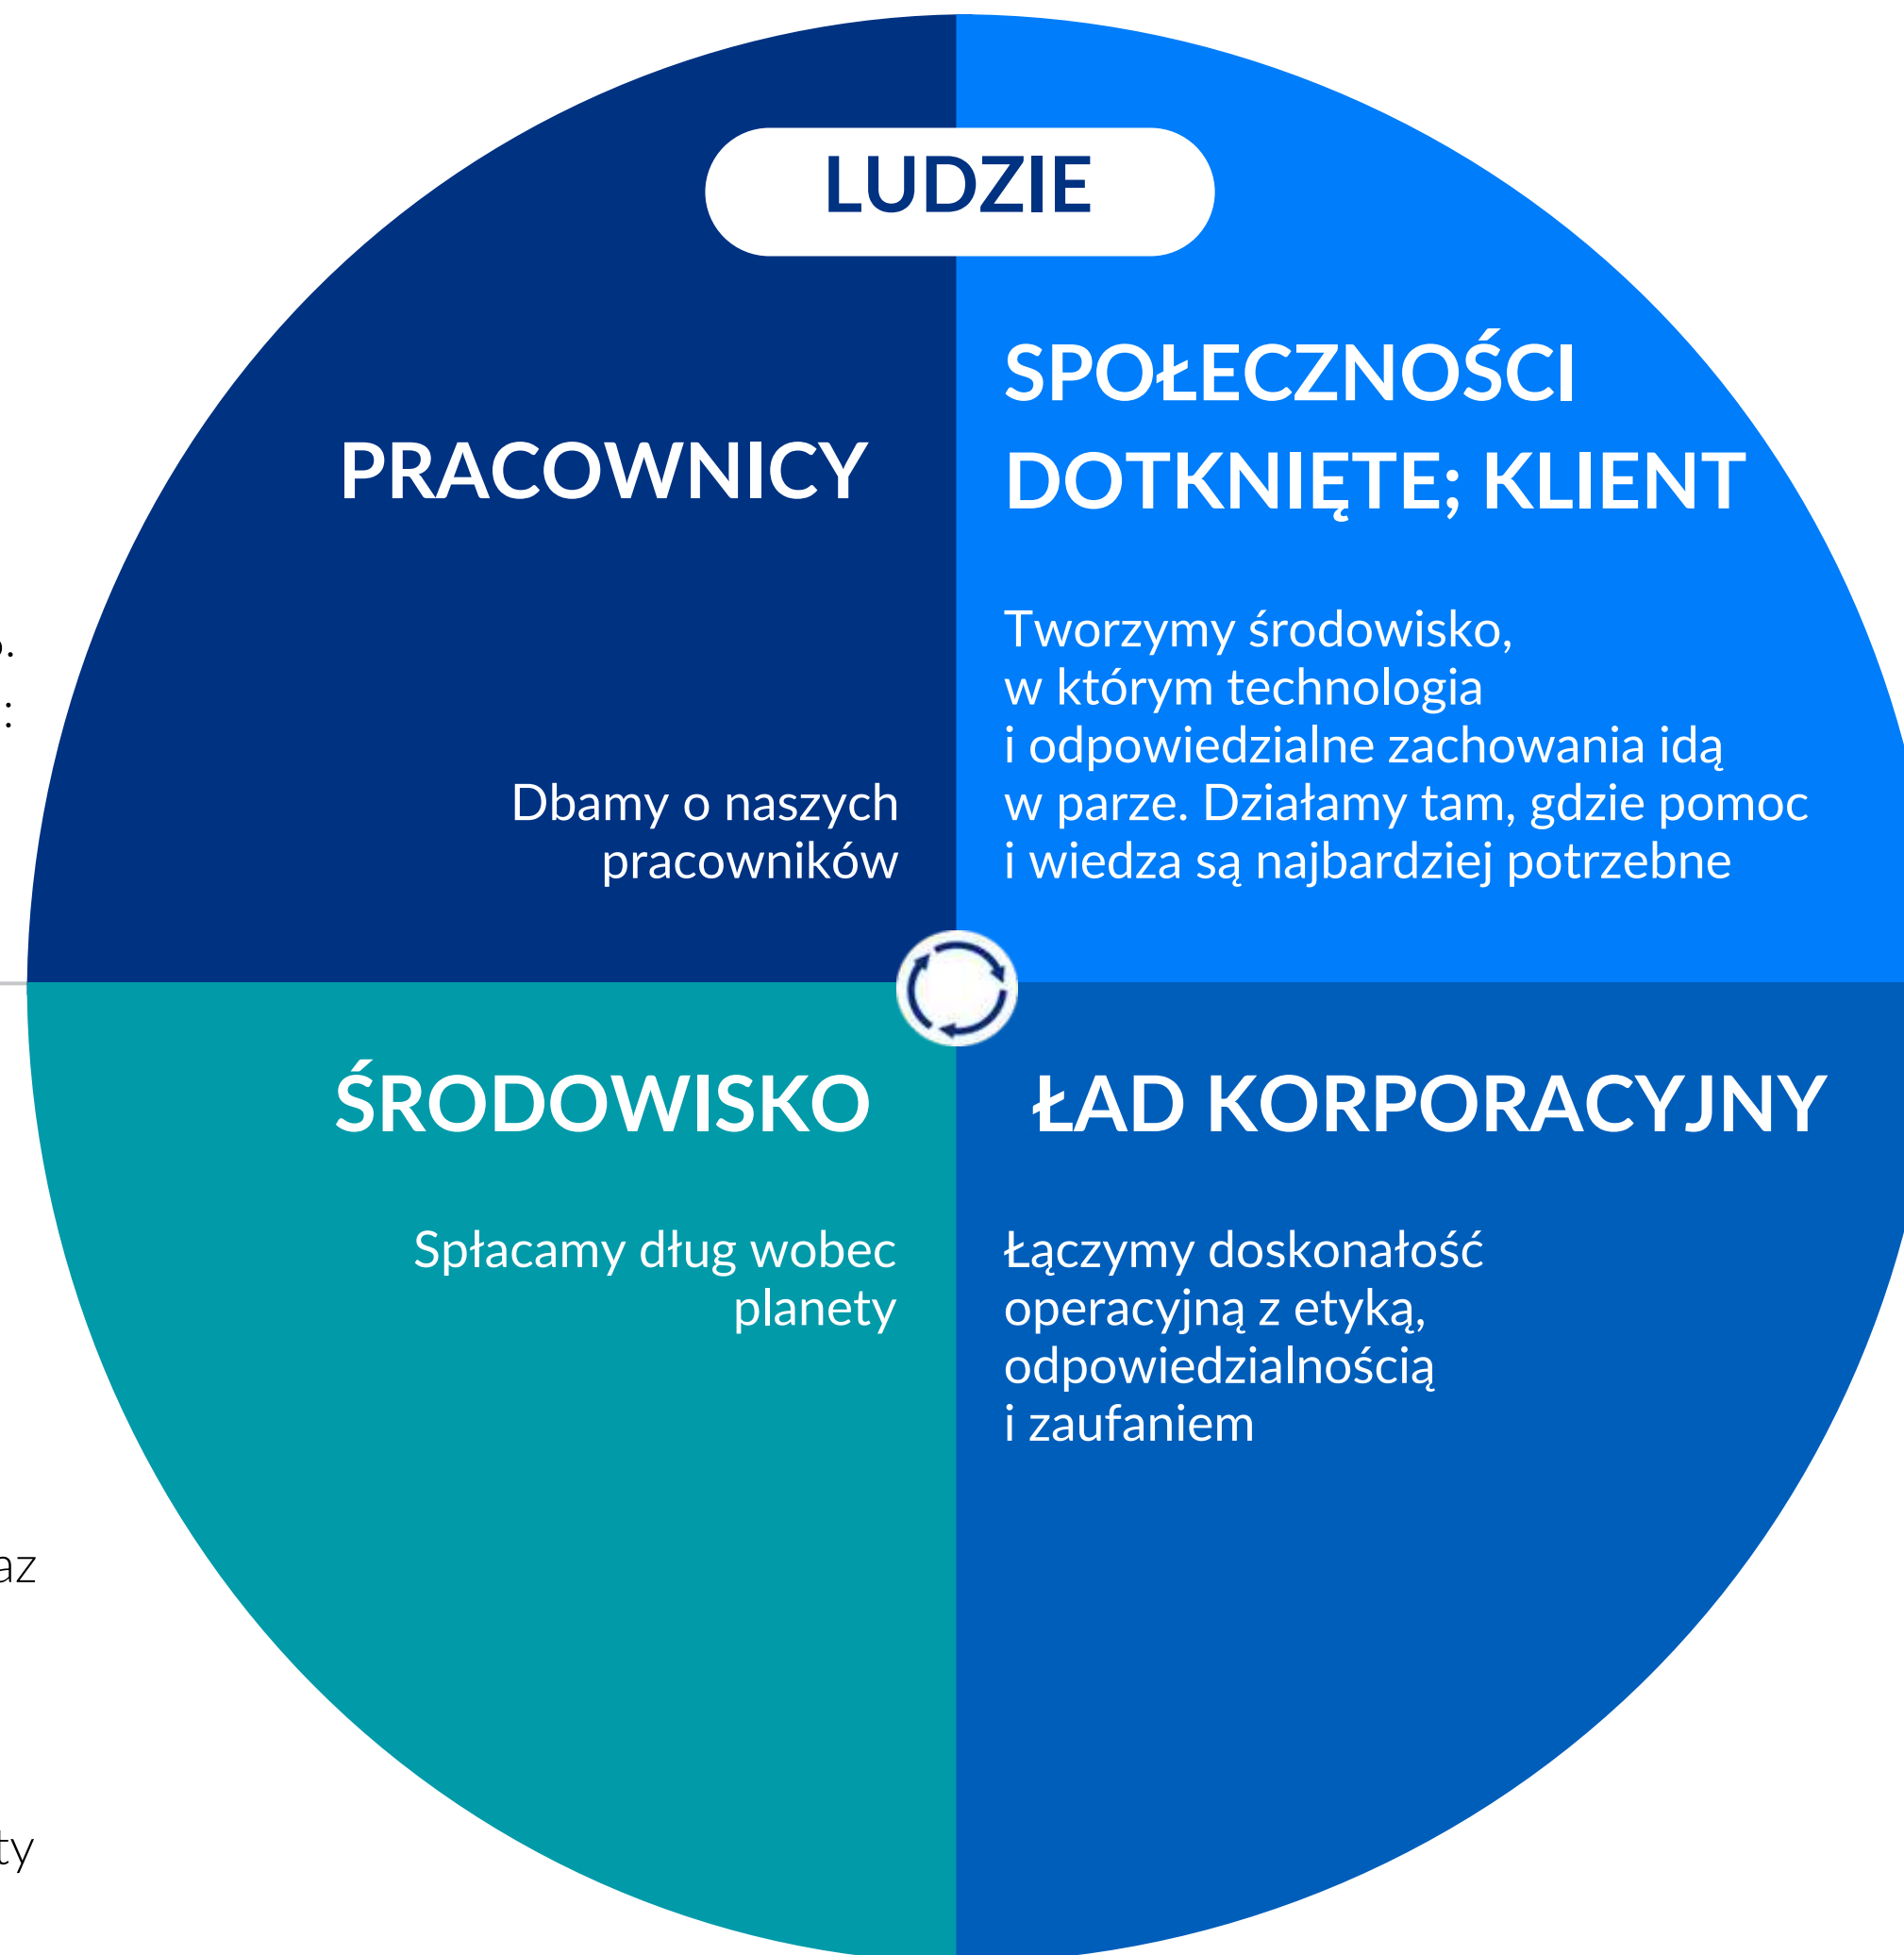 LUDZIE
PRACOWNICY
Dbamy o naszych
pracowników
SPOŁECZNOŚCI
DOTKNIĘTE; KLIENT
Tworzymy środowisko,
w którym technologia
i odpowiedzialne zachowania idą
w parze. Działamy tam, gdzie pomoc
i wiedza są najbardziej potrzebne
ŚRODOWISKO
Spłacamy dług wobec
planety
ŁAD KORPORACYJNY
Łączymy doskonałość
operacyjną z etyką,
odpowiedzialnością
i zaufaniem